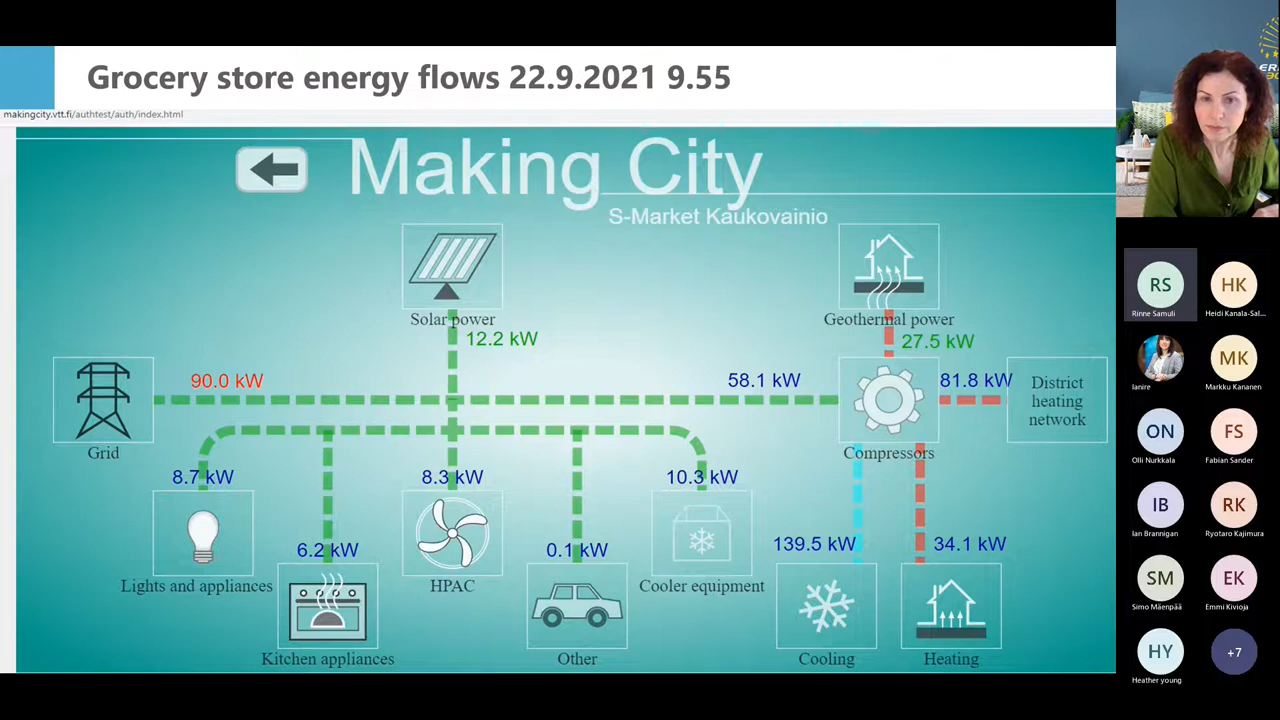 Grocery store energy flows 22.9.2021 9.55
makingcity.vtt.fi/authtest/auth/index.html
Making City
S-Market Kaukovainio
Solar power
12.2 kW
Geothermal power
27.5 kW
90.0 kW
58.1 kW
81.8 kW
District
heating
network
Grid
Compressors
8.7 kW
8.3 kW
10.3 kW
6.2 kW
0.1 kW
139.5 kW
34.1 kW
Lights and appliances
HPAC
Cooler equipment
Kitchen appliances
Other
Cooling
Heating
RS
Rinne Samuli
HK
Heidi Kanala-Sal...
Ianire
MK
Markku Kananen
ON
Olli Nurkkala
FS
Fabian Sander
IB
Ian Brannigan
RK
Ryotaro Kajimura
SM
Simo Mäenpää
EK
Emmi Kivioja
HY
Heather young
+7